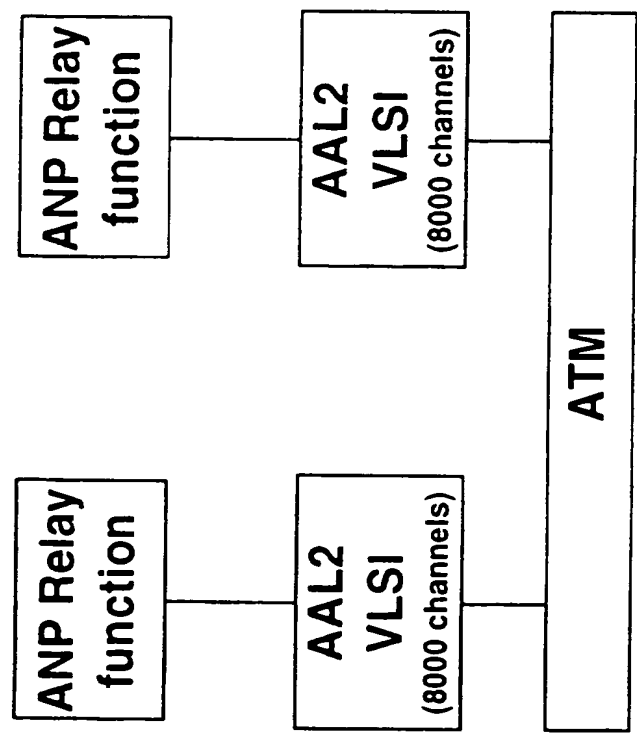 ANP Relay
function
AAL2
VLSI
(8000 channels)
ANP Relay
function
AAL2
VLSI
(8000 channels)
ATM